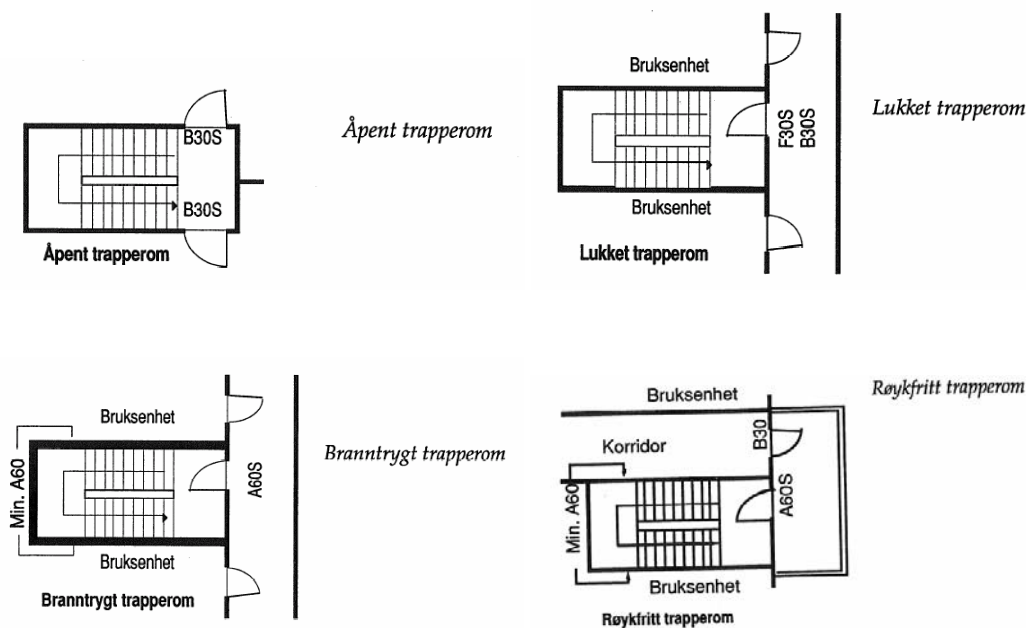 B30S
B30S
Åpent trapperom
Åpent trapperom
Bruksenhet
F30S
B30S
Bruksenhet
Lukket trapperom
Lukket trapperom
Bruksenhet
Min. A60
A60S
Bruksenhet
Branntrygt trapperom
Branntrygt trapperom
Bruksenhet
B30
Korridor
Min. A60
A60S
Bruksenhet
Røykfritt trapperom
Røykfritt trapperom